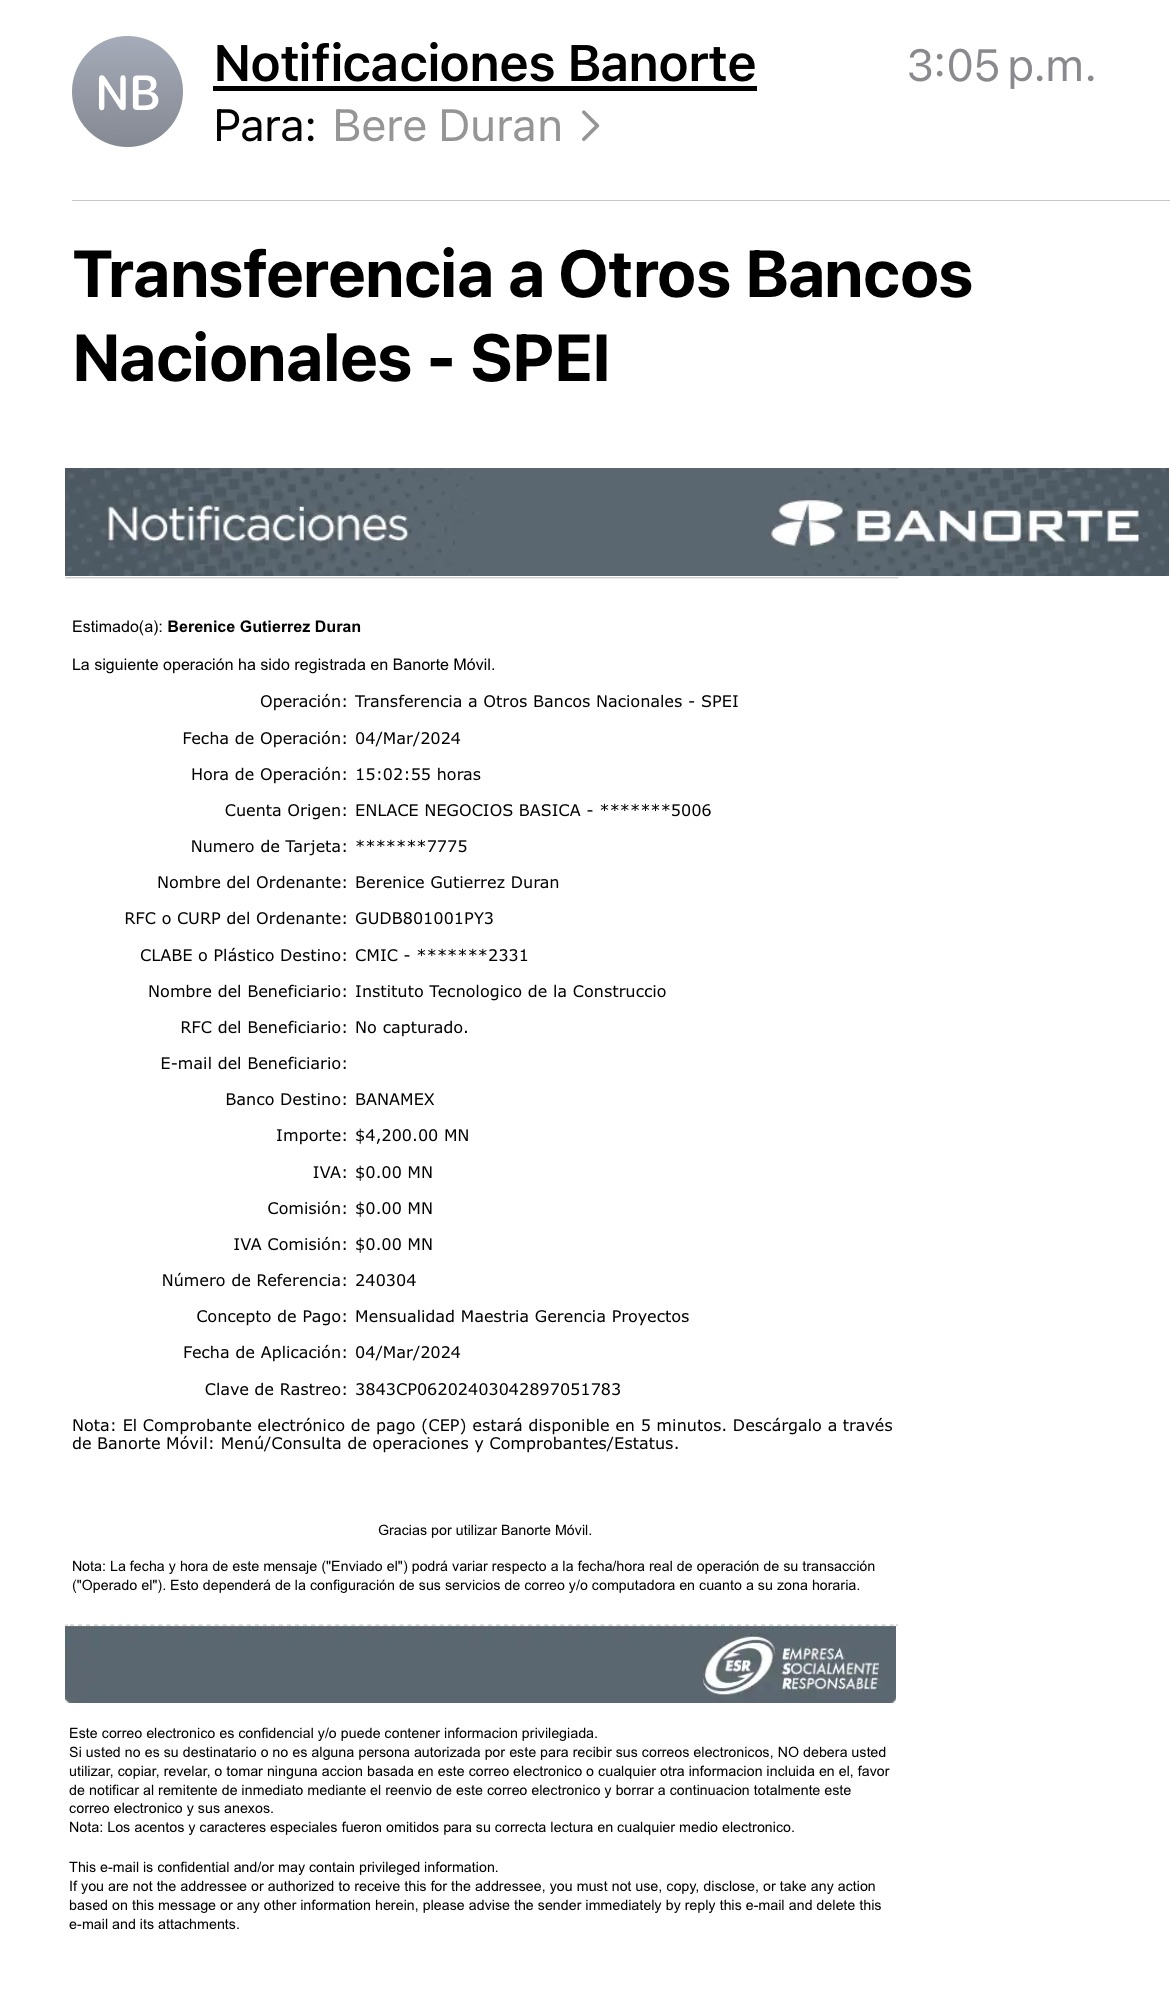 NB
Notificaciones Banorte
3:05 p.m.
Para: Bere Duran >
Transferencia a Otros Bancos
Nacionales - SPEI
Notificaciones
BANORTE
Estimado(a): Berenice Gutierrez Duran
La siguiente operación ha sido registrada en Banorte Móvil.
Operación: Transferencia a Otros Bancos Nacionales - SPEI
Fecha de Operación: 04/Mar/2024
Hora de Operación: 15:02:55 horas
Cuenta Origen: ENLACE NEGOCIOS BASICA - *******5006
Numero de Tarjeta: *******7775
Nombre del Ordenante: Berenice Gutierrez Duran
RFC o CURP del Ordenante: GUDB801001PY3
CLABE o Plástico Destino: CMIC - *******2331
Nombre del Beneficiario: Instituto Tecnologico de la Construccio
RFC del Beneficiario: No capturado.
E-mail del Beneficiario:
Banco Destino: BANAMEX
Importe: $4,200.00 MN
IVA: $0.00 MN
Comisión: $0.00 MN
IVA Comisión: $0.00 MN
Número de Referencia: 240304
Concepto de Pago: Mensualidad Maestria Gerencia Proyectos
Fecha de Aplicación: 04/Mar/2024
Clave de Rastreo: 3843CP06202403042897051783
Nota: El Comprobante electrónico de pago (CEP) estará disponible en 5 minutos. Descárgalo a través
de Banorte Móvil: Menú/Consulta de operaciones y Comprobantes/Estatus.
Gracias por utilizar Banorte Móvil.
Nota: La fecha y hora de este mensaje ("Enviado el") podrá variar respecto a la fecha/hora real de operación de su transacción
("Operado el"). Esto dependerá de la configuración de sus servicios de correo y/o computadora en cuanto a su zona horaria.
ESR
EMPRESA
SOCIALMENTE
RESPONSABLE
Este correo electronico es confidencial y/o puede contener informacion privilegiada.
Si usted no es su destinatario o no es alguna persona autorizada por este para recibir sus correos electronicos, NO debera usted
utilizar, copiar, revelar, o tomar ninguna accion basada en este correo electronico o cualquier otra informacion incluida en el, favor
de notificar al remitente de inmediato mediante el reenvio de este correo electronico y borrar a continuacion totalmente este
correo electronico y sus anexos.
Nota: Los acentos y caracteres especiales fueron omitidos para su correcta lectura en cualquier medio electronico.
This e-mail is confidential and/or may contain privileged information.
If you are not the addressee or authorized to receive this for the addressee, you must not use, copy, disclose, or take any action
based on this message or any other information herein, please advise the sender immediately by reply this e-mail and delete this
e-mail and its attachments.